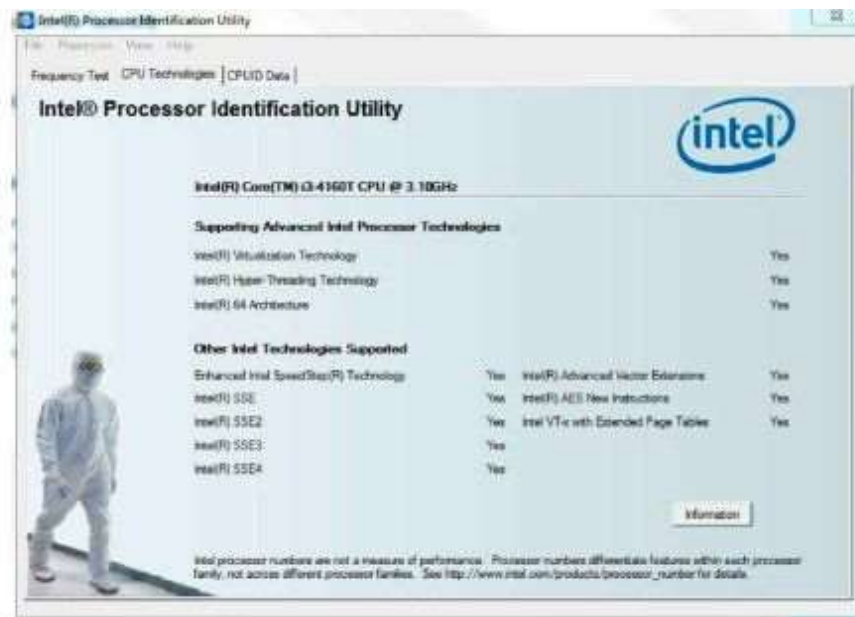 Intel(R) Processor Identification Utility
File Processor View Help
Frequency Test CPU Technologies CPUID Data
Intel® Processor Identification Utility
intel
Intel(R) Core(TM) i3-4160T CPU @ 3.10GHz
Supporting Advanced Intel Processor Technologies
Intel(R) Virtualization Technology Yes
Intel(R) Hyper-Threading Technology Yes
Intel(R) 64 Architecture Yes
Other Intel Technologies Supported
Enhanced Intel SpeedStep(R) Technology Yes Intel(R) Advanced Vector Extensions Yes
Intel(R) SSE Yes Intel(R) AES New Instructions Yes
Intel(R) SSE2 Yes Intel VT-x with Extended Page Tables Yes
Intel(R) SSE3 Yes
Intel(R) SSE4 Yes
Information
Intel processor numbers are not a measure of performance. Processor numbers differentiate features within each processor
family, not across different processor families. See http://www.intel.com/products/processor_number for details.